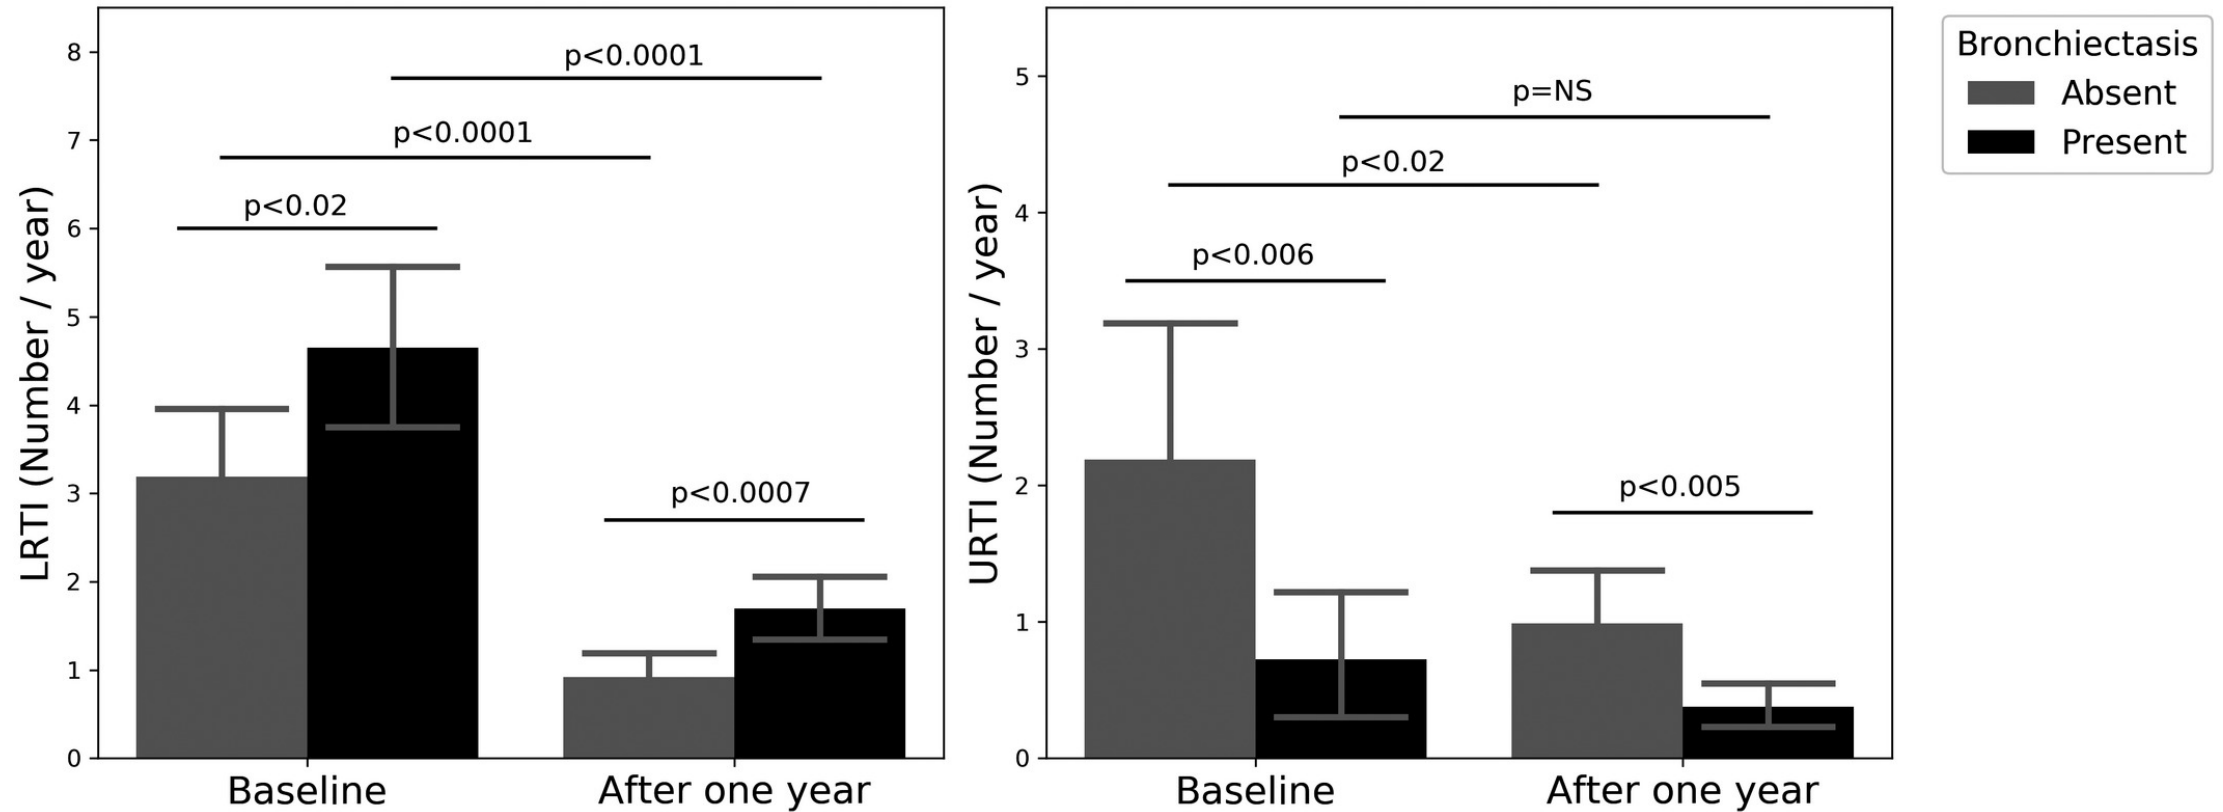 LRTI (Number / year)
8
7
6
5
4
3
2
1
0
p<0.0001
p<0.0001
p<0.02
p<0.0007
Baseline
After one year
URTI (Number / year)
5
4
3
2
1
0
p=NS
p<0.02
p<0.006
p<0.005
Baseline
After one year
Bronchiectasis
Absent
Present